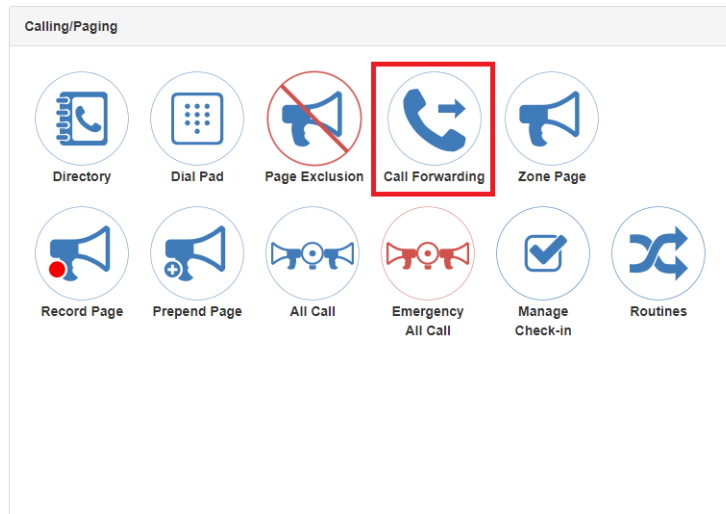 Calling/Paging
Directory
Dial Pad
Page Exclusion
Call Forwarding
Zone Page
Record Page
Prepend Page
All Call
Emergency
All Call
Manage
Check-in
Routines